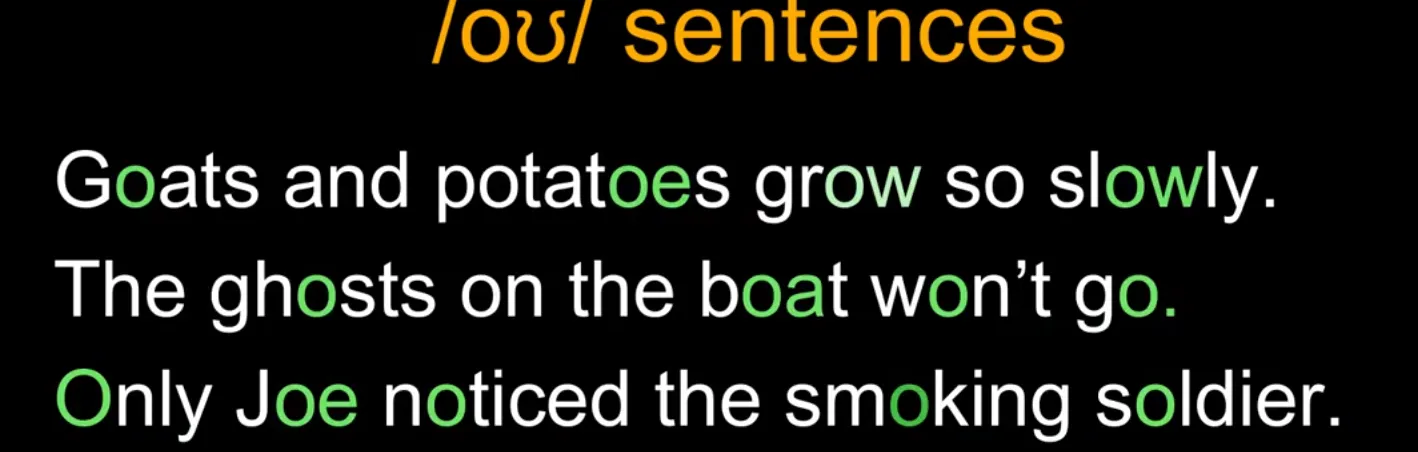 /oʊ/ sentences
Goats and potatoes grow so slowly.
The ghosts on the boat won’t go.
Only Joe noticed the smoking soldier.